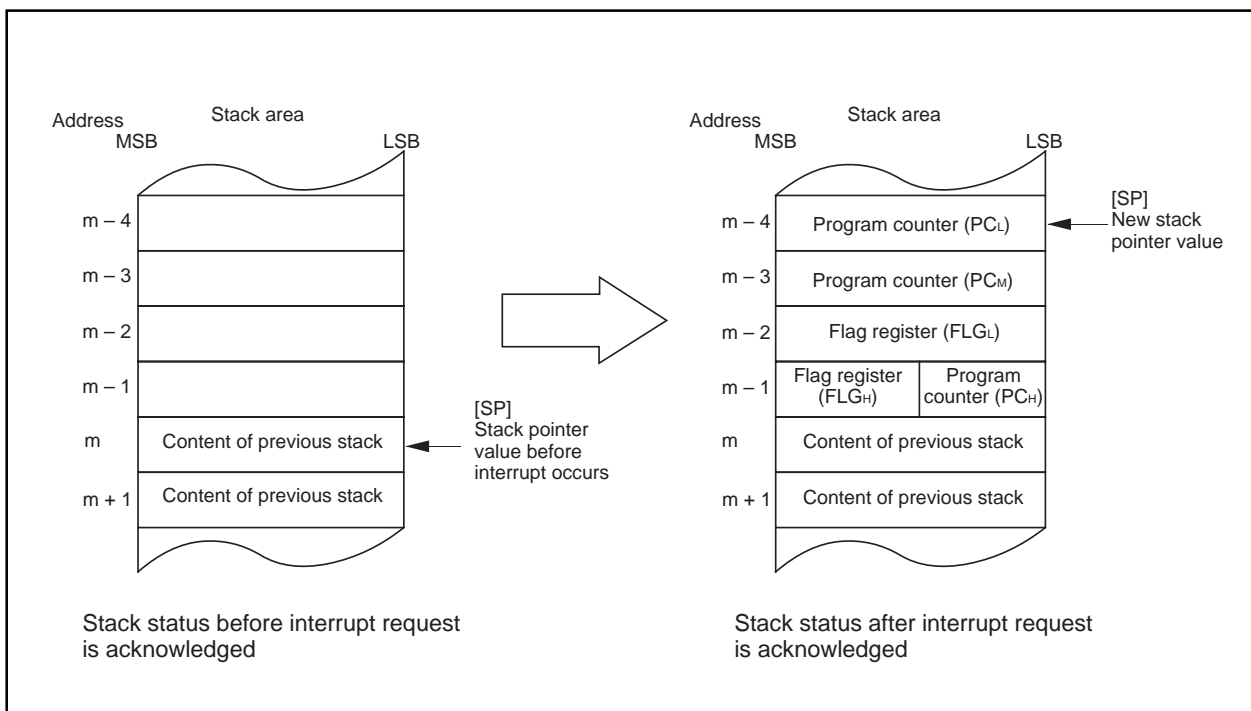 Stack area
Address
MSB
LSB
m – 4
m – 3
m – 2
m – 1
m
Content of previous stack
m + 1
Content of previous stack
[SP]
Stack pointer
value before
interrupt occurs
Stack status before interrupt request
is acknowledged
Stack area
Address
MSB
LSB
m – 4
Program counter (PCL)
m – 3
Program counter (PCM)
m – 2
Flag register (FLGL)
m – 1
Flag register
(FLGH)
Program
counter (PCH)
m
Content of previous stack
m + 1
Content of previous stack
[SP]
New stack
pointer value
Stack status after interrupt request
is acknowledged